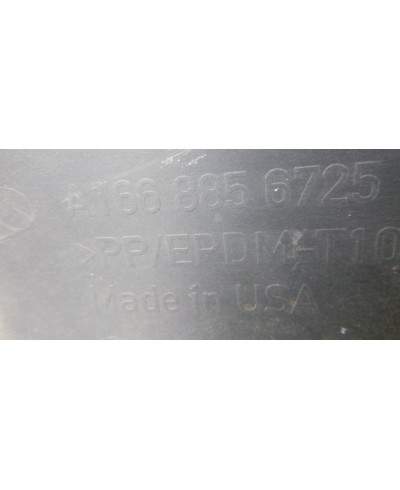 A166 885 6725
>PP/EPDM-T10
Made in USA